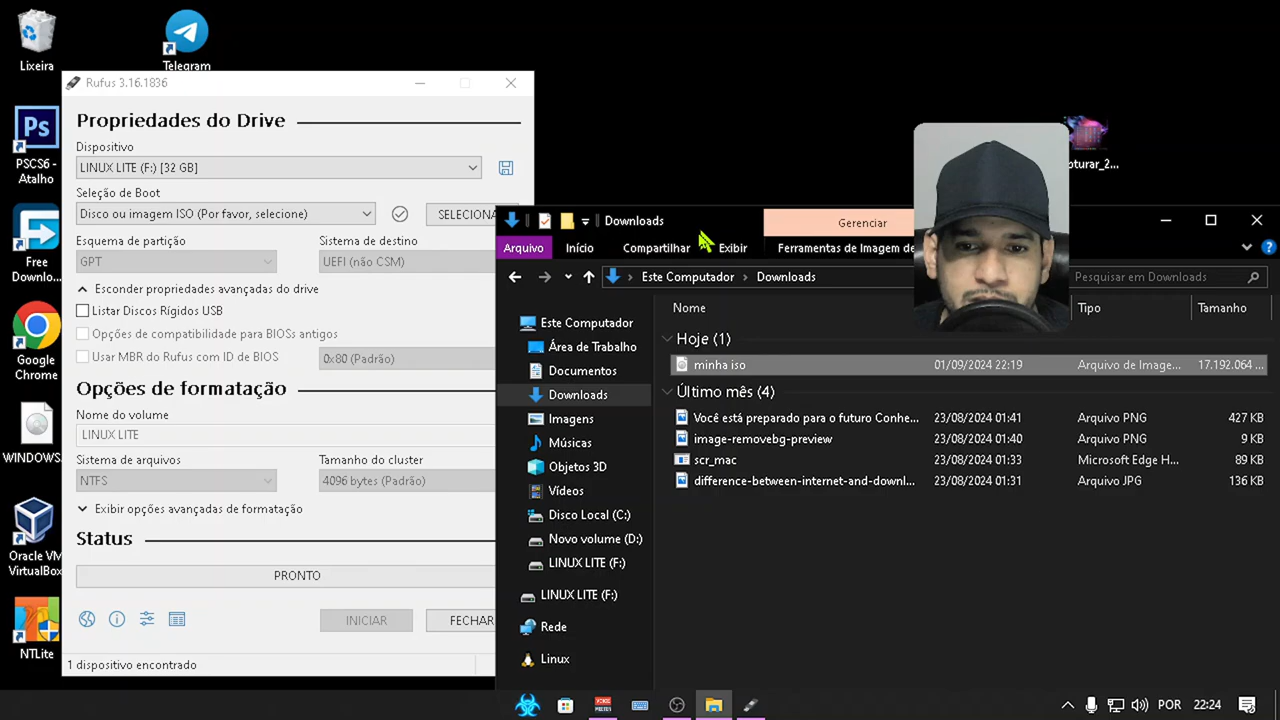 Lixeira
Telegram
PSCS6 -
Atalho
Free
Downlo...
Google
Chrome
WINDOWS
Oracle VM
VirtualBox
NTLite
pturar_2...
Rufus 3.16.1836
Propriedades do Drive
Dispositivo
LINUX LITE (F:) [32 GB]
Seleção de Boot
Disco ou imagem ISO (Por favor, selecione)
SELECIONA
Esquema de partição
Sistema de destino
GPT
UEFI (não CSM)
Esconder propriedades avançadas do drive
Listar Discos Rígidos USB
Opções de compatibilidade para BIOSs antigos
Usar MBR do Rufus com ID de BIOS
0x80 (Padrão)
Opções de formatação
Nome do volume
LINUX LITE
Sistema de arquivos
Tamanho do cluster
NTFS
4096 bytes (Padrão)
Exibir opções avançadas de formatação
Status
PRONTO
INICIAR
FECHAR
1 dispositivo encontrado
Downloads
Gerenciar
Arquivo
Início
Compartilhar
Exibir
Ferramentas de Imagem de
Este Computador
Downloads
Pesquisar em Downloads
Este Computador
Área de Trabalho
Documentos
Downloads
Imagens
Músicas
Objetos 3D
Vídeos
Disco Local (C:)
Novo volume (D:)
LINUX LITE (F:)
LINUX LITE (F:)
Rede
Linux
Nome
Tipo
Tamanho
Hoje (1)
minha iso 01/09/2024 22:19 Arquivo de Image... 17.192.064 ...
Último mês (4)
Você está preparado para o futuro Conhe... 23/08/2024 01:41 Arquivo PNG 427 KB
image-removebg-preview 23/08/2024 01:40 Arquivo PNG 9 KB
scr_mac 23/08/2024 01:33 Microsoft Edge H... 89 KB
difference-between-internet-and-downl... 23/08/2024 01:31 Arquivo JPG 136 KB
POR
22:24